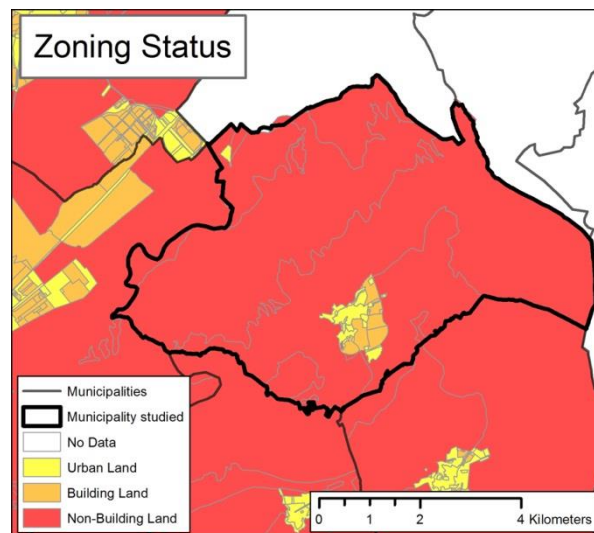 Zoning Status
Municipalities
Municipality studied
No Data
Urban Land
Building Land
Non-Building Land
0 1 2 4 Kilometers